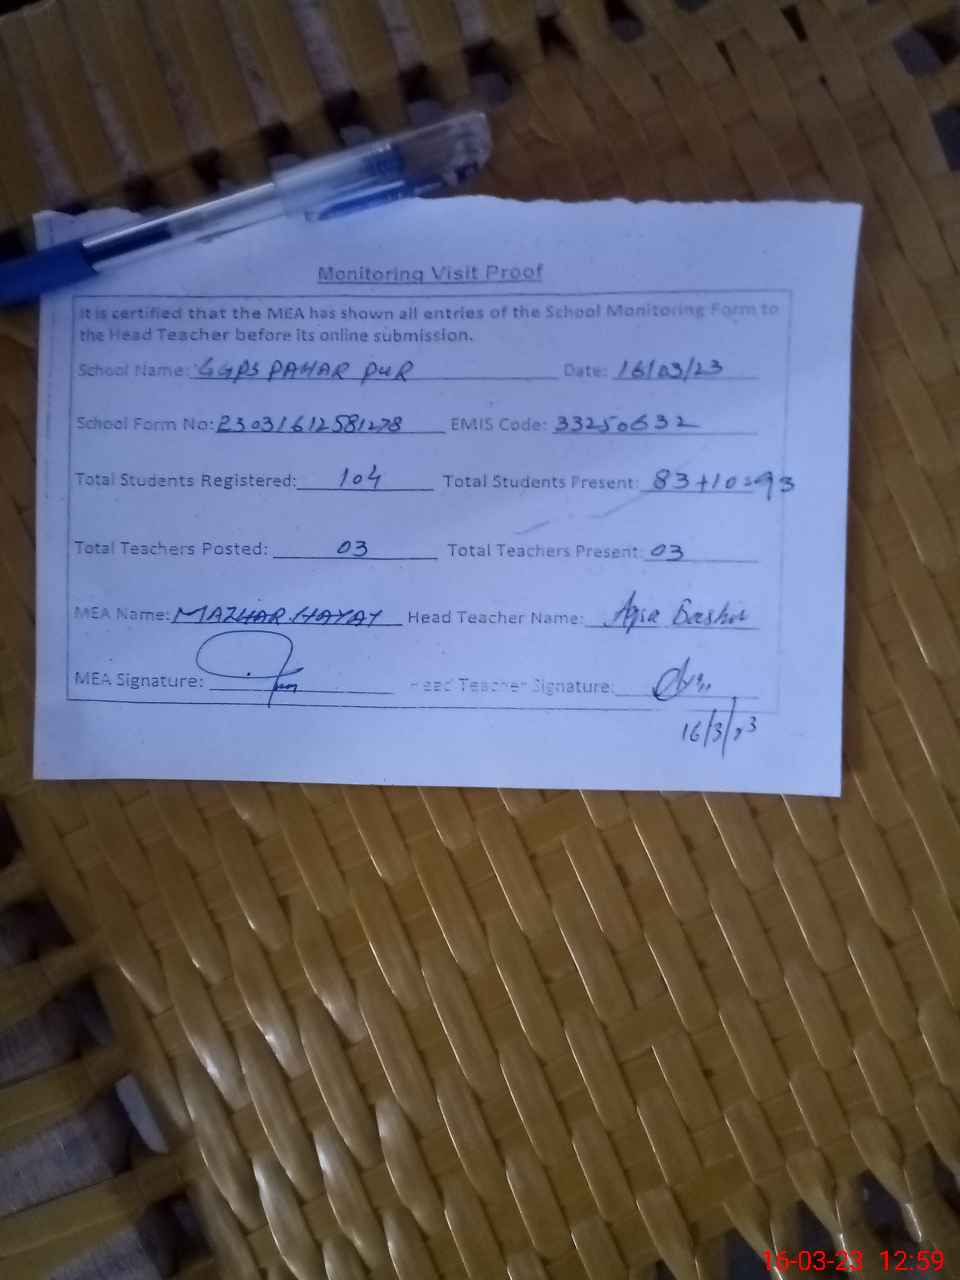 Monitoring Visit Proof
It is certified that the MEA has shown all entries of the School Monitoring Form to
the Head Teacher before its online submission.
School Name: GGPS PAHAR PUR Date: 16/03/23
School Form No: 23031612581278 EMIS Code: 33250632
Total Students Registered: 104 Total Students Present: 83+10=93
Total Teachers Posted: 03 Total Teachers Present: 03
MEA Name: MAZHAR HAYAT Head Teacher Name: Aqsa Bashir
MEA Signature: Head Teacher Signature:
16/3/23
16-03-23 12:59